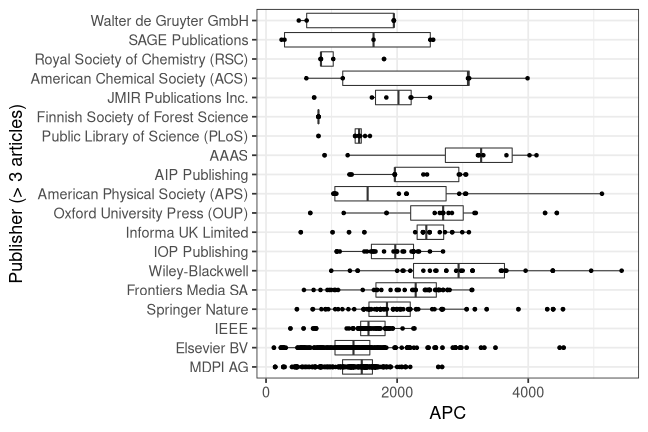 Walter de Gruyter GmbH
SAGE Publications
Royal Society of Chemistry (RSC)
American Chemical Society (ACS)
JMIR Publications Inc.
Finnish Society of Forest Science
Public Library of Science (PLoS)
AAAS
AIP Publishing
American Physical Society (APS)
Oxford University Press (OUP)
Informa UK Limited
IOP Publishing
Wiley-Blackwell
Frontiers Media SA
Springer Nature
IEEE
Elsevier BV
MDPI AG
Publisher (> 3 articles)
0 2000 4000
APC